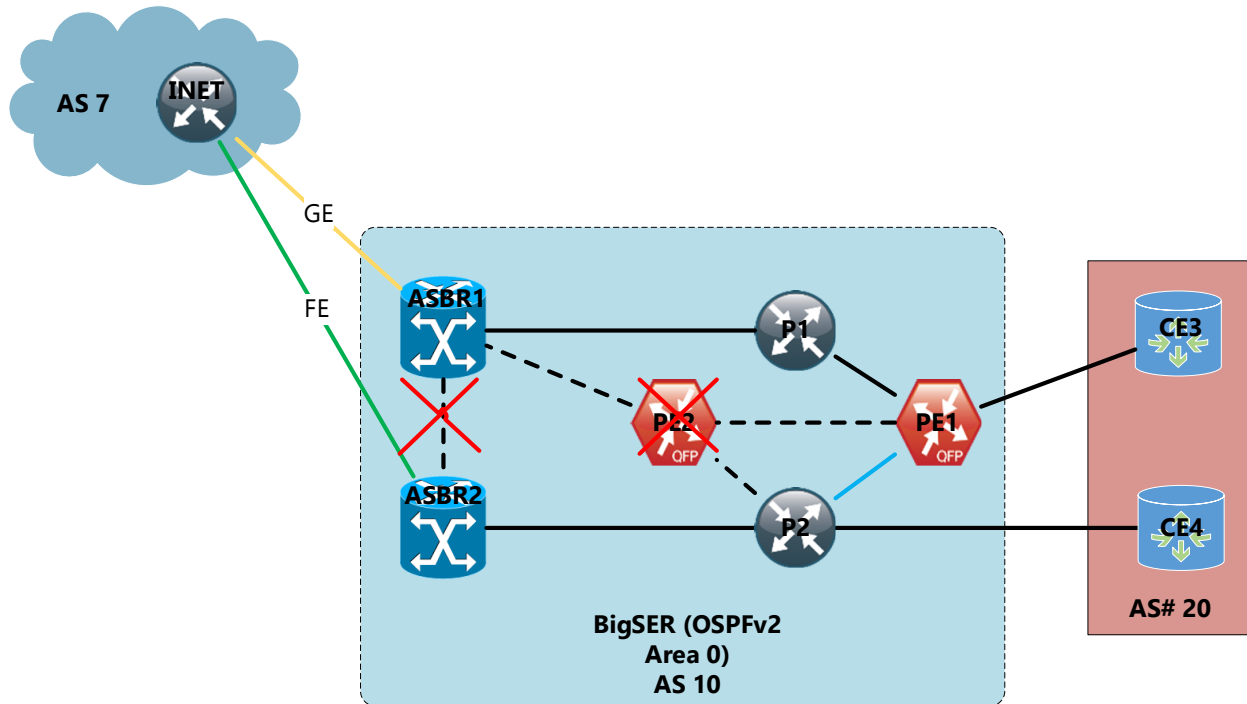 INET
AS 7
GE
FE
ASBR1
P1
CE3
PE2
QFP
PE1
QFP
ASBR2
P2
CE4
AS# 20
BigSER (OSPFv2
Area 0)
AS 10